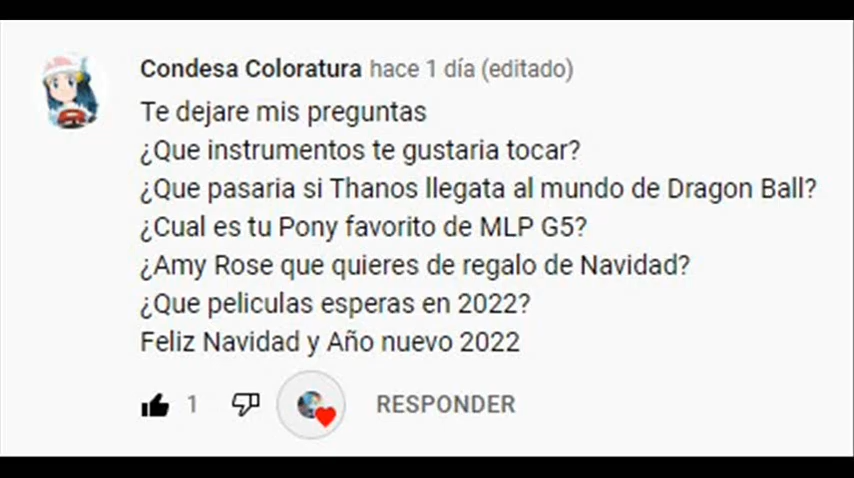 Condesa Coloratura hace 1 día (editado)
Te dejare mis preguntas
¿Que instrumentos te gustaria tocar?
¿Que pasaria si Thanos llegata al mundo de Dragon Ball?
¿Cual es tu Pony favorito de MLP G5?
¿Amy Rose que quieres de regalo de Navidad?
¿Que peliculas esperas en 2022?
Feliz Navidad y Año nuevo 2022
1 RESPONDER